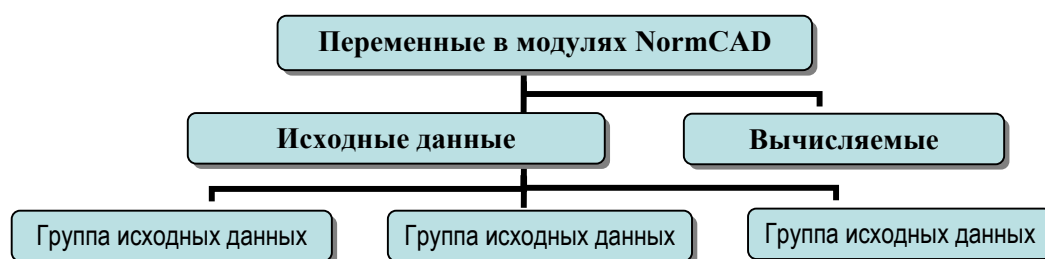 Переменные в модулях NormCAD
Исходные данные
Вычисляемые
Группа исходных данных
Группа исходных данных
Группа исходных данных